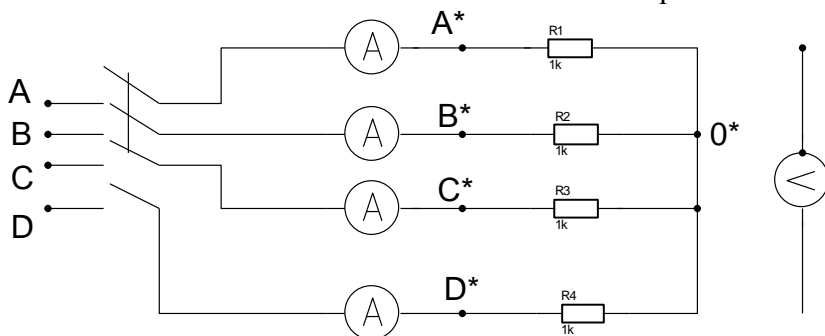 A* R1
A 1k
A
B* R2
B A 0*
1k
C
C* R3
A
D 1k
D* R4
A
1k
V